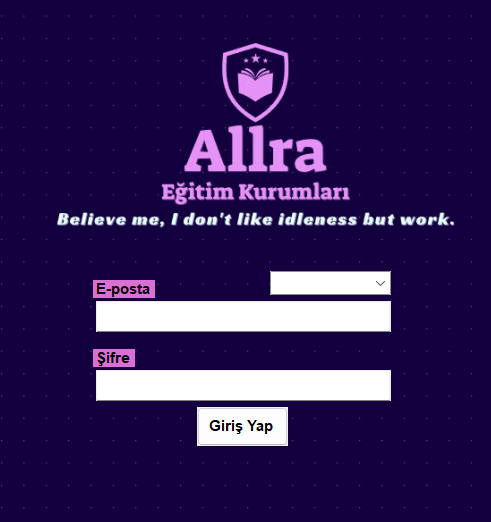 Allra
Eğitim Kurumları
Believe me, I don't like idleness but work.
E-posta
Şifre
Giriş Yap